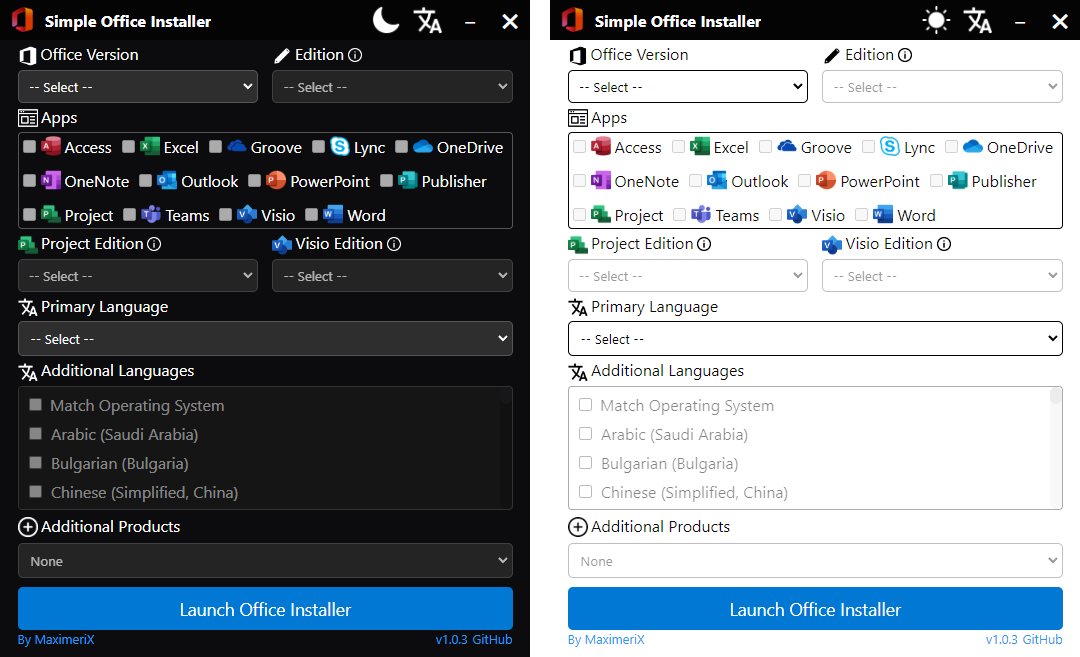 Simple Office Installer
Office Version
Edition
-- Select --
-- Select --
Apps
Access Excel Groove Lync OneDrive
OneNote Outlook PowerPoint Publisher
Project Teams Visio Word
Project Edition
Visio Edition
-- Select --
-- Select --
Primary Language
-- Select --
Additional Languages
Match Operating System
Arabic (Saudi Arabia)
Bulgarian (Bulgaria)
Chinese (Simplified, China)
Additional Products
None
Launch Office Installer
By MaximeriX
v1.0.3 GitHub
Simple Office Installer
Office Version
Edition
-- Select --
-- Select --
Apps
Access Excel Groove Lync OneDrive
OneNote Outlook PowerPoint Publisher
Project Teams Visio Word
Project Edition
Visio Edition
-- Select --
-- Select --
Primary Language
-- Select --
Additional Languages
Match Operating System
Arabic (Saudi Arabia)
Bulgarian (Bulgaria)
Chinese (Simplified, China)
Additional Products
None
Launch Office Installer
By MaximeriX
v1.0.3 GitHub